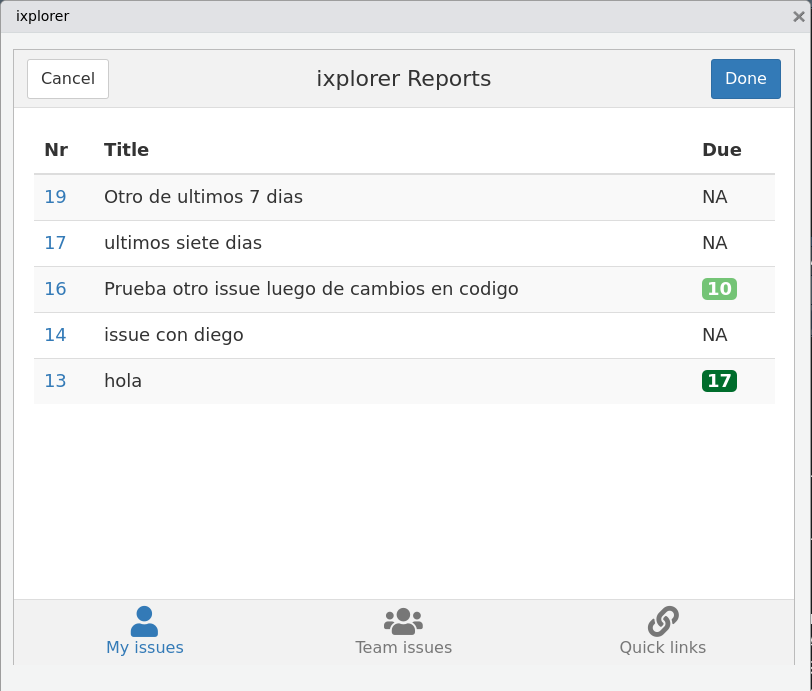 ixplorer
Cancel ixplorer Reports Done
Nr Title Due
19 Otro de ultimos 7 dias NA
17 ultimos siete dias NA
16 Prueba otro issue luego de cambios en codigo 10
14 issue con diego NA
13 hola 17
My issues Team issues Quick links